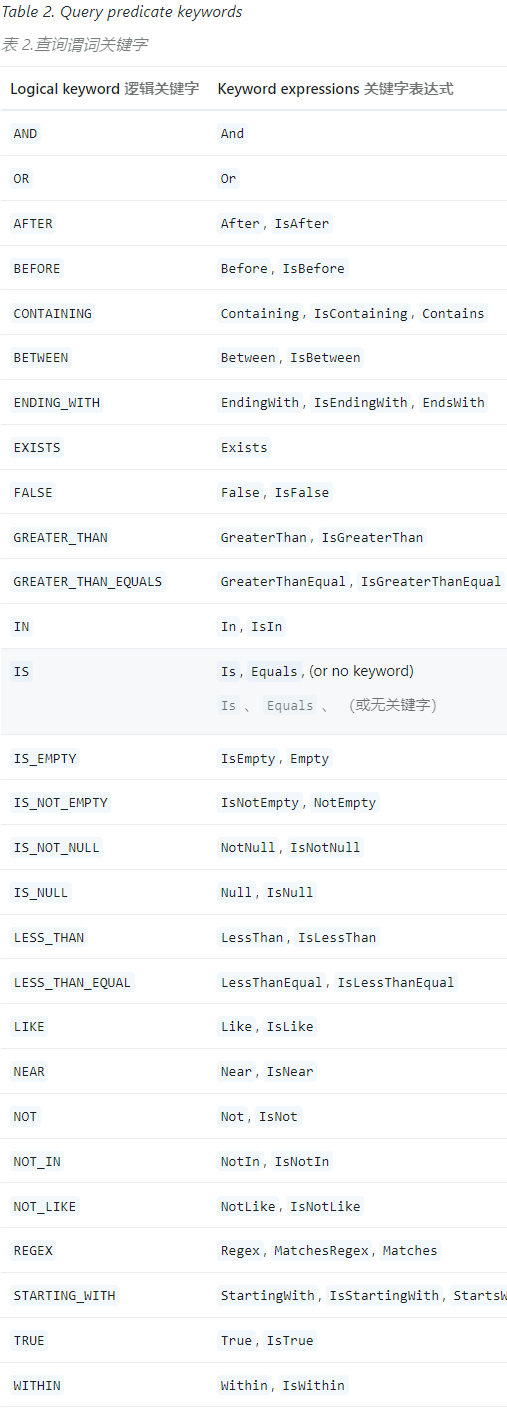 Table 2. Query predicate keywords
表 2.查询谓词关键字
Logical keyword 逻辑关键字 Keyword expressions 关键字表达式
AND And
OR Or
AFTER After, IsAfter
BEFORE Before, IsBefore
CONTAINING Containing, IsContaining, Contains
BETWEEN Between, IsBetween
ENDING_WITH EndingWith, IsEndingWith, EndsWith
EXISTS Exists
FALSE False, IsFalse
GREATER_THAN GreaterThan, IsGreaterThan
GREATER_THAN_EQUALS GreaterThanEqual, IsGreaterThanEqual
IN In, IsIn
IS Is, Equals, (or no keyword)
Is 、 Equals 、 （或无关键字）
IS_EMPTY IsEmpty, Empty
IS_NOT_EMPTY IsNotEmpty, NotEmpty
IS_NOT_NULL NotNull, IsNotNull
IS_NULL Null, IsNull
LESS_THAN LessThan, IsLessThan
LESS_THAN_EQUAL LessThanEqual, IsLessThanEqual
LIKE Like, IsLike
NEAR Near, IsNear
NOT Not, IsNot
NOT_IN NotIn, IsNotIn
NOT_LIKE NotLike, IsNotLike
REGEX Regex, MatchesRegex, Matches
STARTING_WITH StartingWith, IsStartingWith, StartsW
TRUE True, IsTrue
WITHIN Within, IsWithin